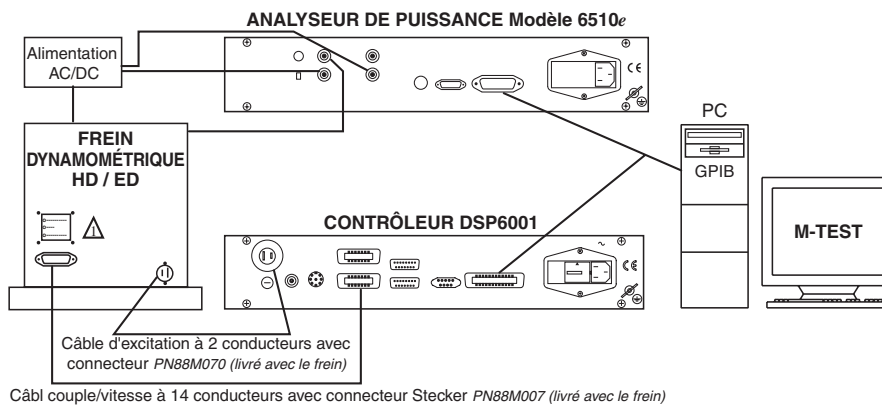 ANALYSEUR DE PUISSANCE Modèle 6510e
Alimentation
AC/DC
FREIN
DYNAMOMÉTRIQUE
HD / ED
PC
GPIB
M-TEST
CONTRÔLEUR DSP6001
Câble d'excitation à 2 conducteurs avec
connecteur PN88M070 (livré avec le frein)
Câbl couple/vitesse à 14 conducteurs avec connecteur Stecker PN88M007 (livré avec le frein)